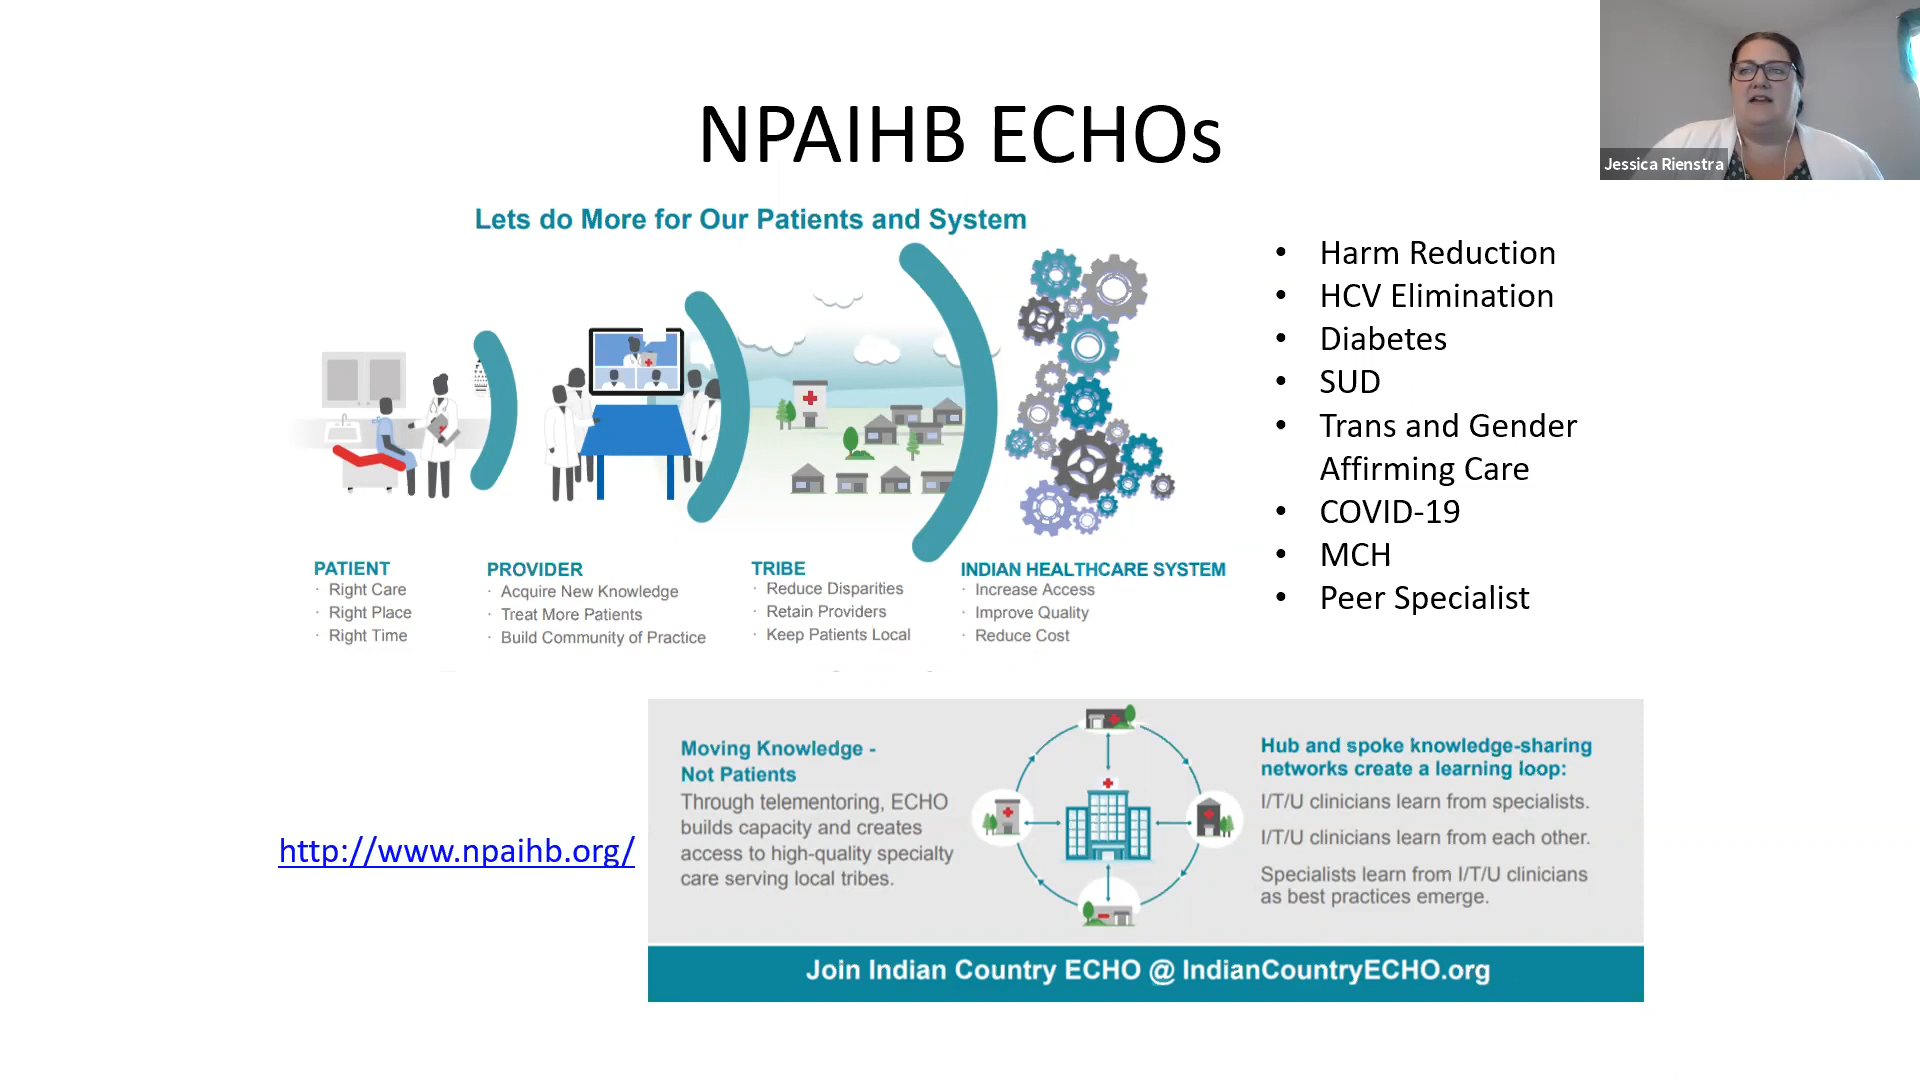 NPAIHB ECHOs
Jessica Rienstra
Lets do More for Our Patients and System
PATIENT
· Right Care
· Right Place
· Right Time
PROVIDER
· Acquire New Knowledge
· Treat More Patients
· Build Community of Practice
TRIBE
· Reduce Disparities
· Retain Providers
· Keep Patients Local
INDIAN HEALTHCARE SYSTEM
· Increase Access
· Improve Quality
· Reduce Cost
• Harm Reduction
• HCV Elimination
• Diabetes
• SUD
• Trans and Gender
Affirming Care
• COVID-19
• MCH
• Peer Specialist
http://www.npaihb.org/
Moving Knowledge -
Not Patients
Through telementoring, ECHO
builds capacity and creates
access to high-quality specialty
care serving local tribes.
Hub and spoke knowledge-sharing
networks create a learning loop:
I/T/U clinicians learn from specialists.
I/T/U clinicians learn from each other.
Specialists learn from I/T/U clinicians
as best practices emerge.
Join Indian Country ECHO @ IndianCountryECHO.org